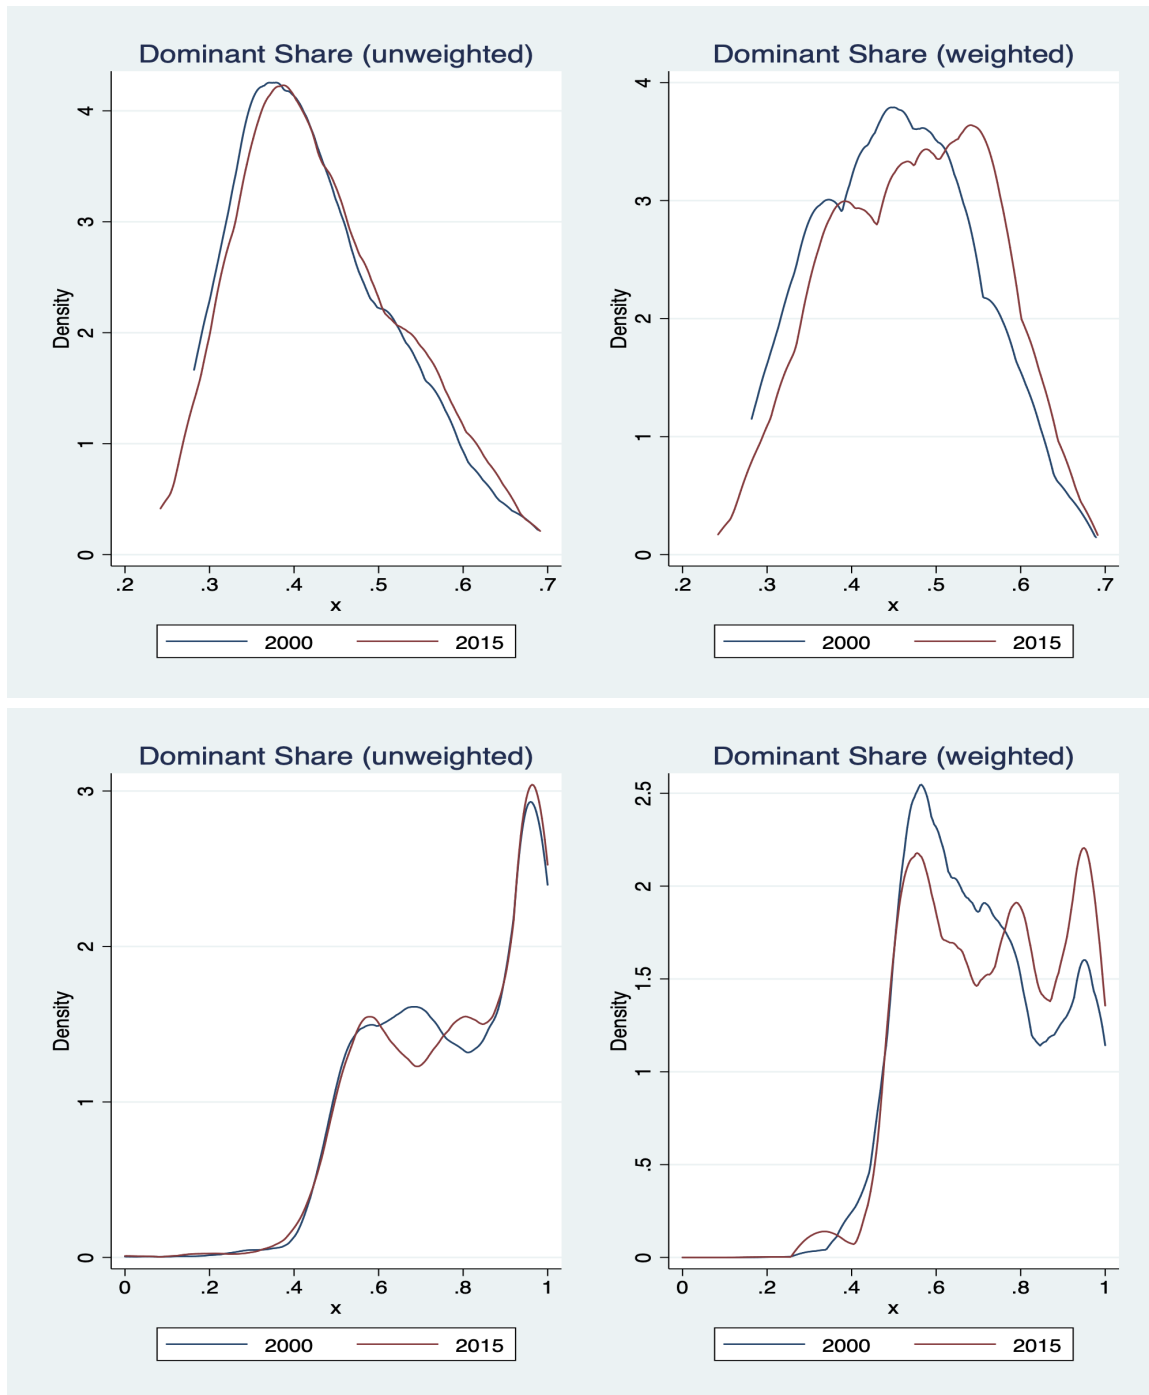 Dominant Share (unweighted)
Density
4
3
2
1
0
.2 .3 .4 .5 .6 .7
x
2000 2015
Dominant Share (weighted)
Density
4
3
2
1
0
.2 .3 .4 .5 .6 .7
x
2000 2015
Dominant Share (unweighted)
Density
3
2
1
0
0 .2 .4 .6 .8 1
x
2000 2015
Dominant Share (weighted)
Density
2.5
2
1.5
1
.5
0
0 .2 .4 .6 .8 1
x
2000 2015